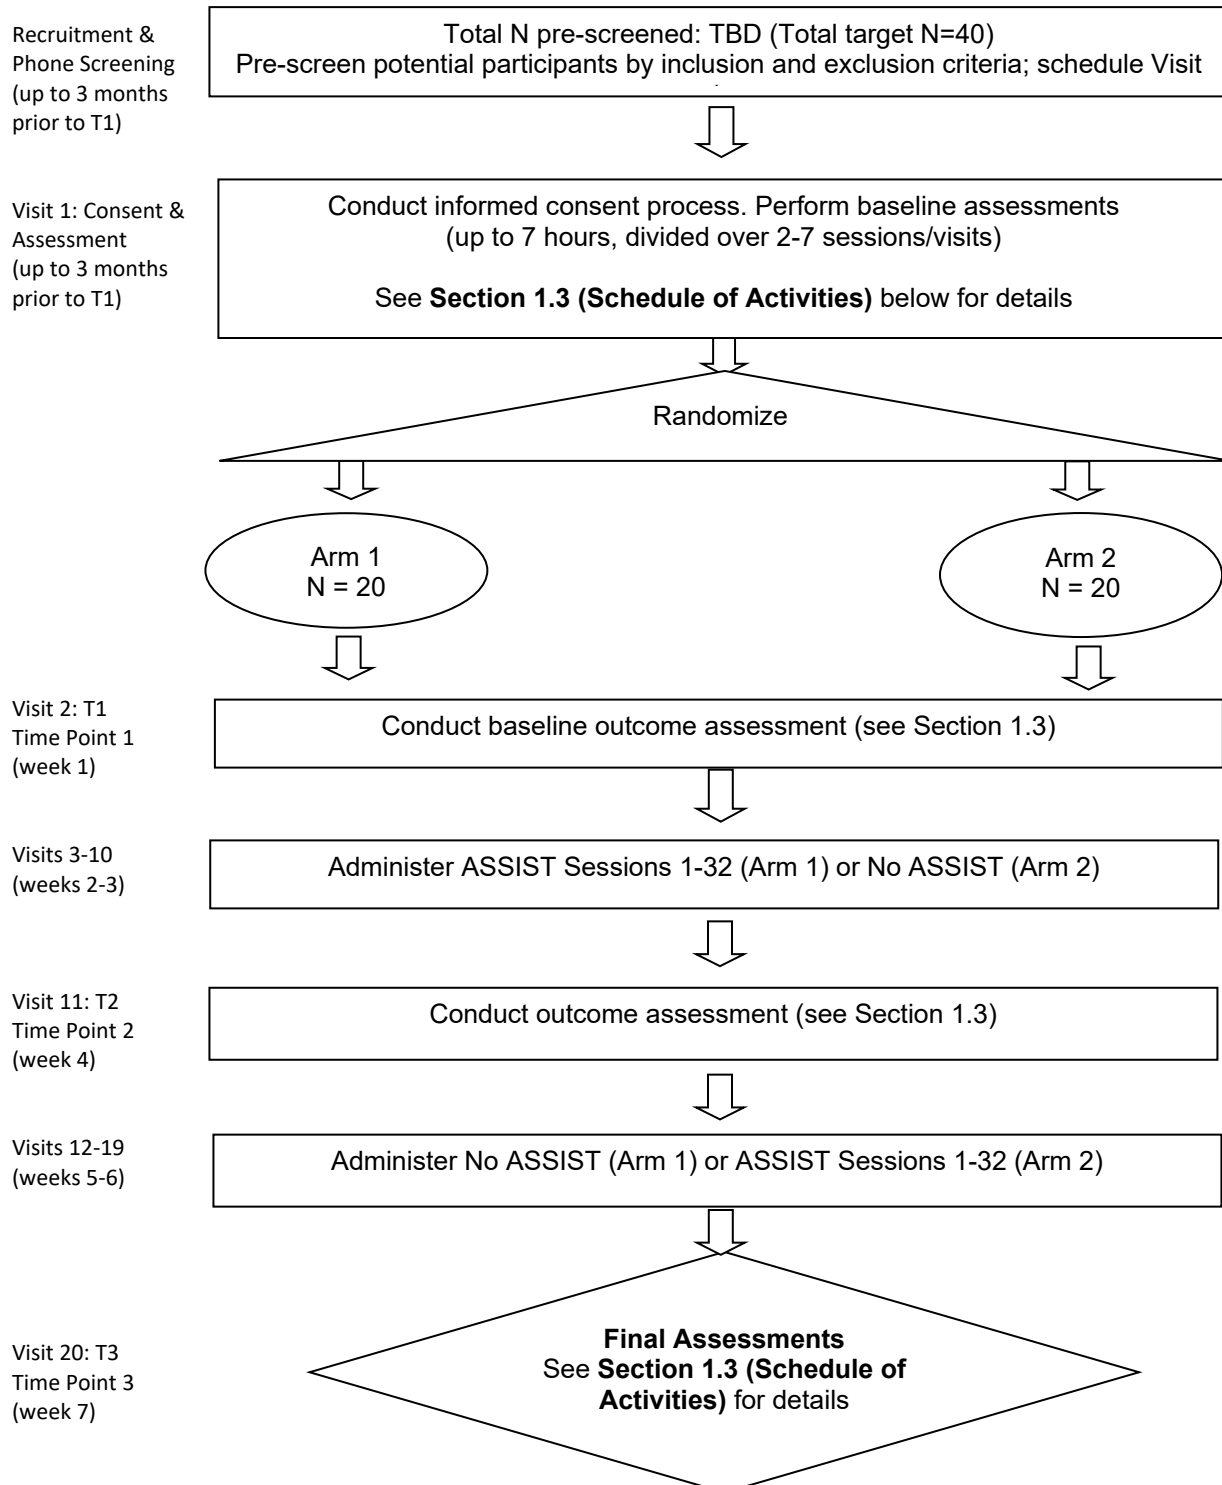 Recruitment &
Phone Screening
(up to 3 months
prior to T1)
Total N pre-screened: TBD (Total target N=40)
Pre-screen potential participants by inclusion and exclusion criteria; schedule Visit
Visit 1: Consent &
Assessment
(up to 3 months
prior to T1)
Conduct informed consent process. Perform baseline assessments
(up to 7 hours, divided over 2-7 sessions/visits)
See Section 1.3 (Schedule of Activities) below for details
Randomize
Arm 1
N = 20
Arm 2
N = 20
Visit 2: T1
Time Point 1
(week 1)
Conduct baseline outcome assessment (see Section 1.3)
Visits 3-10
(weeks 2-3)
Administer ASSIST Sessions 1-32 (Arm 1) or No ASSIST (Arm 2)
Visit 11: T2
Time Point 2
(week 4)
Conduct outcome assessment (see Section 1.3)
Visits 12-19
(weeks 5-6)
Administer No ASSIST (Arm 1) or ASSIST Sessions 1-32 (Arm 2)
Visit 20: T3
Time Point 3
(week 7)
Final Assessments
See Section 1.3 (Schedule of
Activities) for details